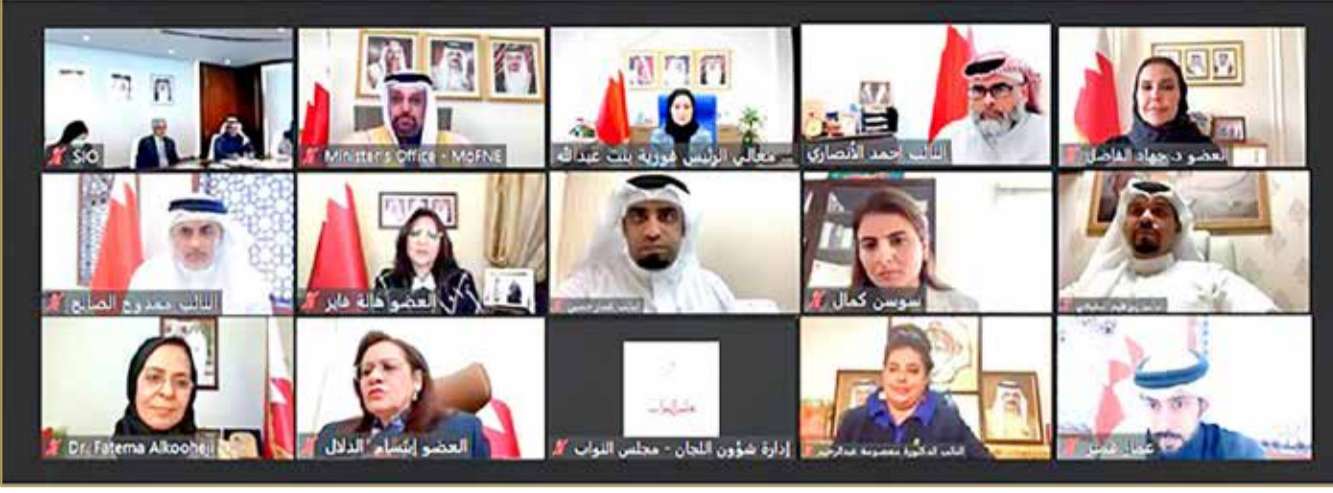 SIO
Minister's Office - MoFNE
معالي الرئيس فوزية بنت عبدالله ...
النائب احمد الأنصاري
العضو د. جهاد الفاضل
النائب ممدوح الصالح
العضو هالة فايز
سوسن كمال
Dr. Fatema Alkooheji
العضو إبتسام الدلال
إدارة شؤون اللجان - مجلس النواب
النائب الدكتورة معصومة عبدالرحيم